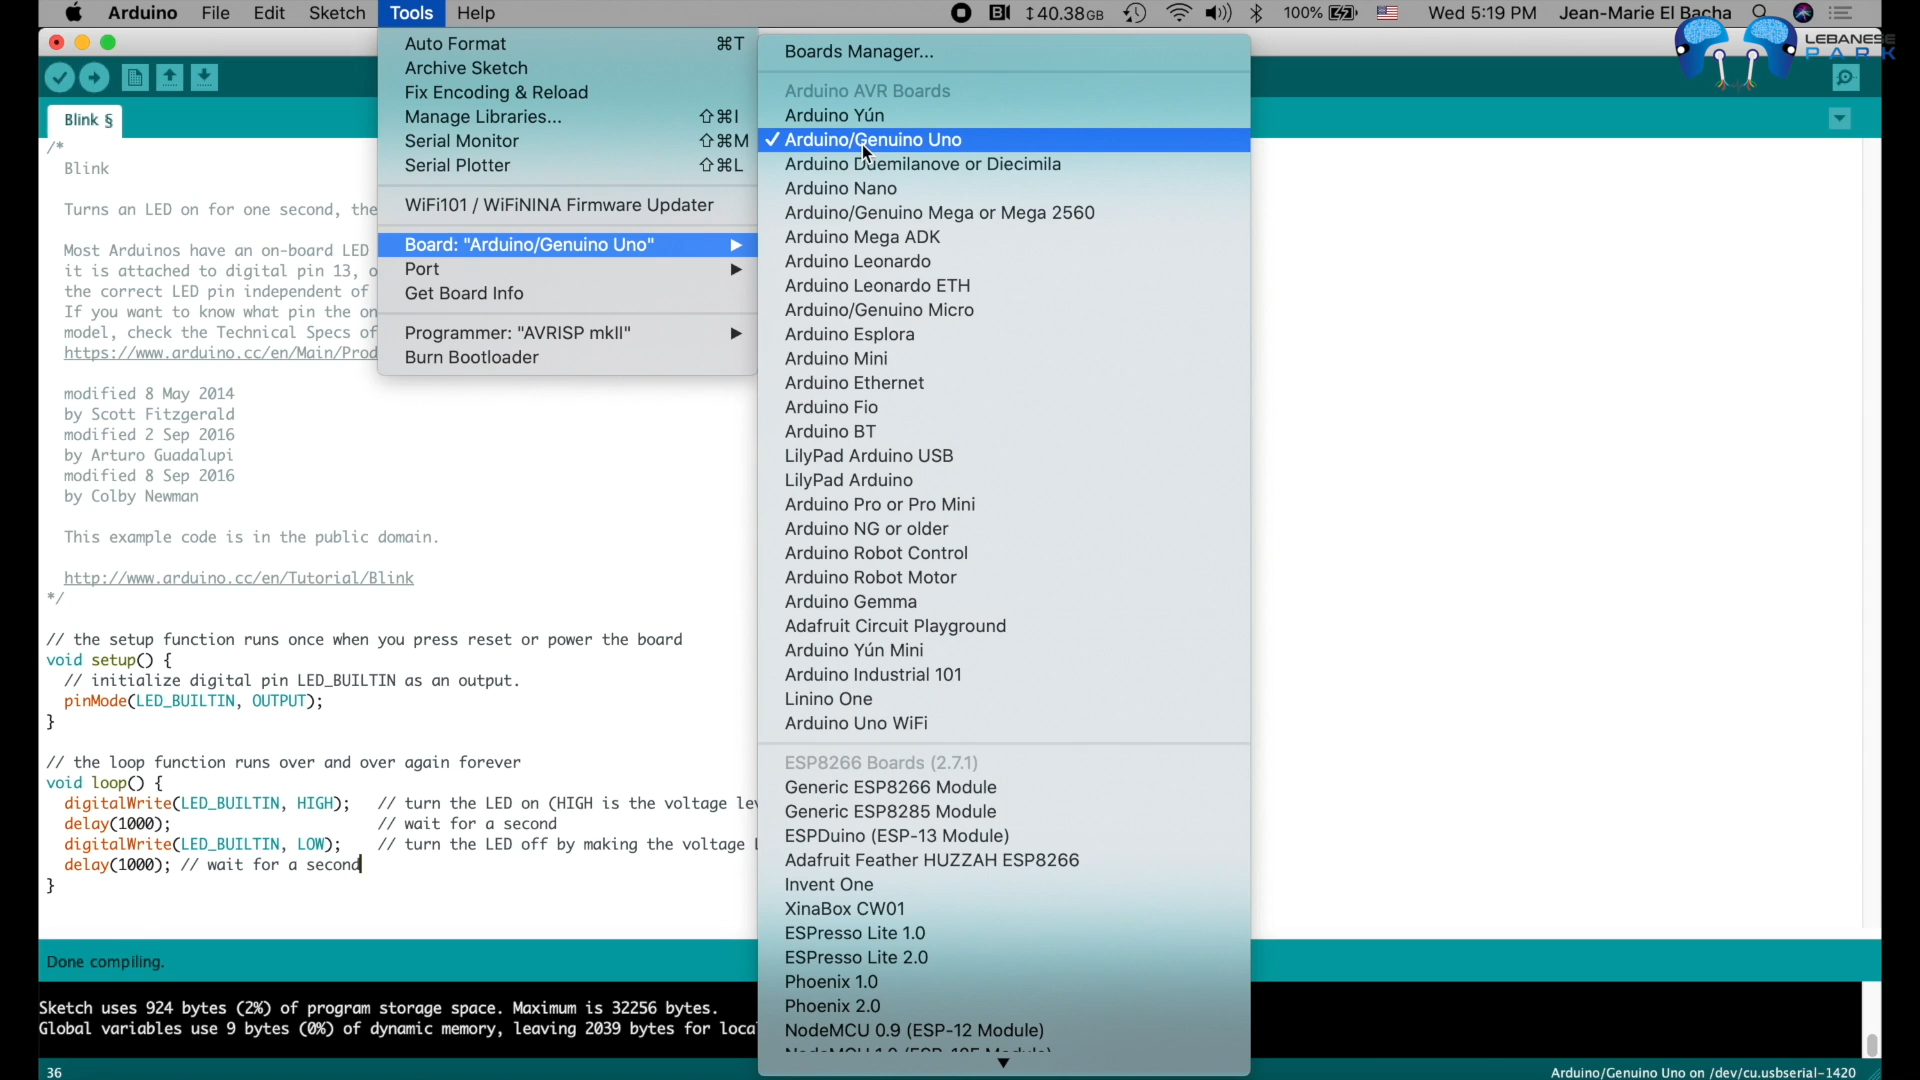 Arduino File Edit Sketch Tools Help 40.38GB 100% Wed 5:19 PM Jean-Marie El Bacha
LEBANESE
PARK
Auto Format ⌘T
Archive Sketch
Fix Encoding & Reload
Manage Libraries... ⇧⌘I
Serial Monitor ⇧⌘M
Serial Plotter ⇧⌘L
WiFi101 / WiFiNINA Firmware Updater
Board: "Arduino/Genuino Uno"
Port
Get Board Info
Programmer: "AVRISP mkII"
Burn Bootloader
Boards Manager...
Arduino AVR Boards
Arduino Yún
✓ Arduino/Genuino Uno
Arduino Duemilanove or Diecimila
Arduino Nano
Arduino/Genuino Mega or Mega 2560
Arduino Mega ADK
Arduino Leonardo
Arduino Leonardo ETH
Arduino/Genuino Micro
Arduino Esplora
Arduino Mini
Arduino Ethernet
Arduino Fio
Arduino BT
LilyPad Arduino USB
LilyPad Arduino
Arduino Pro or Pro Mini
Arduino NG or older
Arduino Robot Control
Arduino Robot Motor
Arduino Gemma
Adafruit Circuit Playground
Arduino Yún Mini
Arduino Industrial 101
Linino One
Arduino Uno WiFi
ESP8266 Boards (2.7.1)
Generic ESP8266 Module
Generic ESP8285 Module
ESPDuino (ESP-13 Module)
Adafruit Feather HUZZAH ESP8266
Invent One
XinaBox CW01
ESPresso Lite 1.0
ESPresso Lite 2.0
Phoenix 1.0
Phoenix 2.0
NodeMCU 0.9 (ESP-12 Module)
Blink §
/*
Blink
Turns an LED on for one second, the
Most Arduinos have an on-board LED
it is attached to digital pin 13, o
the correct LED pin independent of
If you want to know what pin the on
model, check the Technical Specs of
https://www.arduino.cc/en/Main/Prod
modified 8 May 2014
by Scott Fitzgerald
modified 2 Sep 2016
by Arturo Guadalupi
modified 8 Sep 2016
by Colby Newman
This example code is in the public domain.
http://www.arduino.cc/en/Tutorial/Blink
*/
// the setup function runs once when you press reset or power the board
void setup() {
// initialize digital pin LED_BUILTIN as an output.
pinMode(LED_BUILTIN, OUTPUT);
}
// the loop function runs over and over again forever
void loop() {
digitalWrite(LED_BUILTIN, HIGH); // turn the LED on (HIGH is the voltage lev
delay(1000); // wait for a second
digitalWrite(LED_BUILTIN, LOW); // turn the LED off by making the voltage L
delay(1000); // wait for a second
}
Done compiling.
Sketch uses 924 bytes (2%) of program storage space. Maximum is 32256 bytes.
Global variables use 9 bytes (0%) of dynamic memory, leaving 2039 bytes for loca
36 Arduino/Genuino Uno on /dev/cu.usbserial-1420